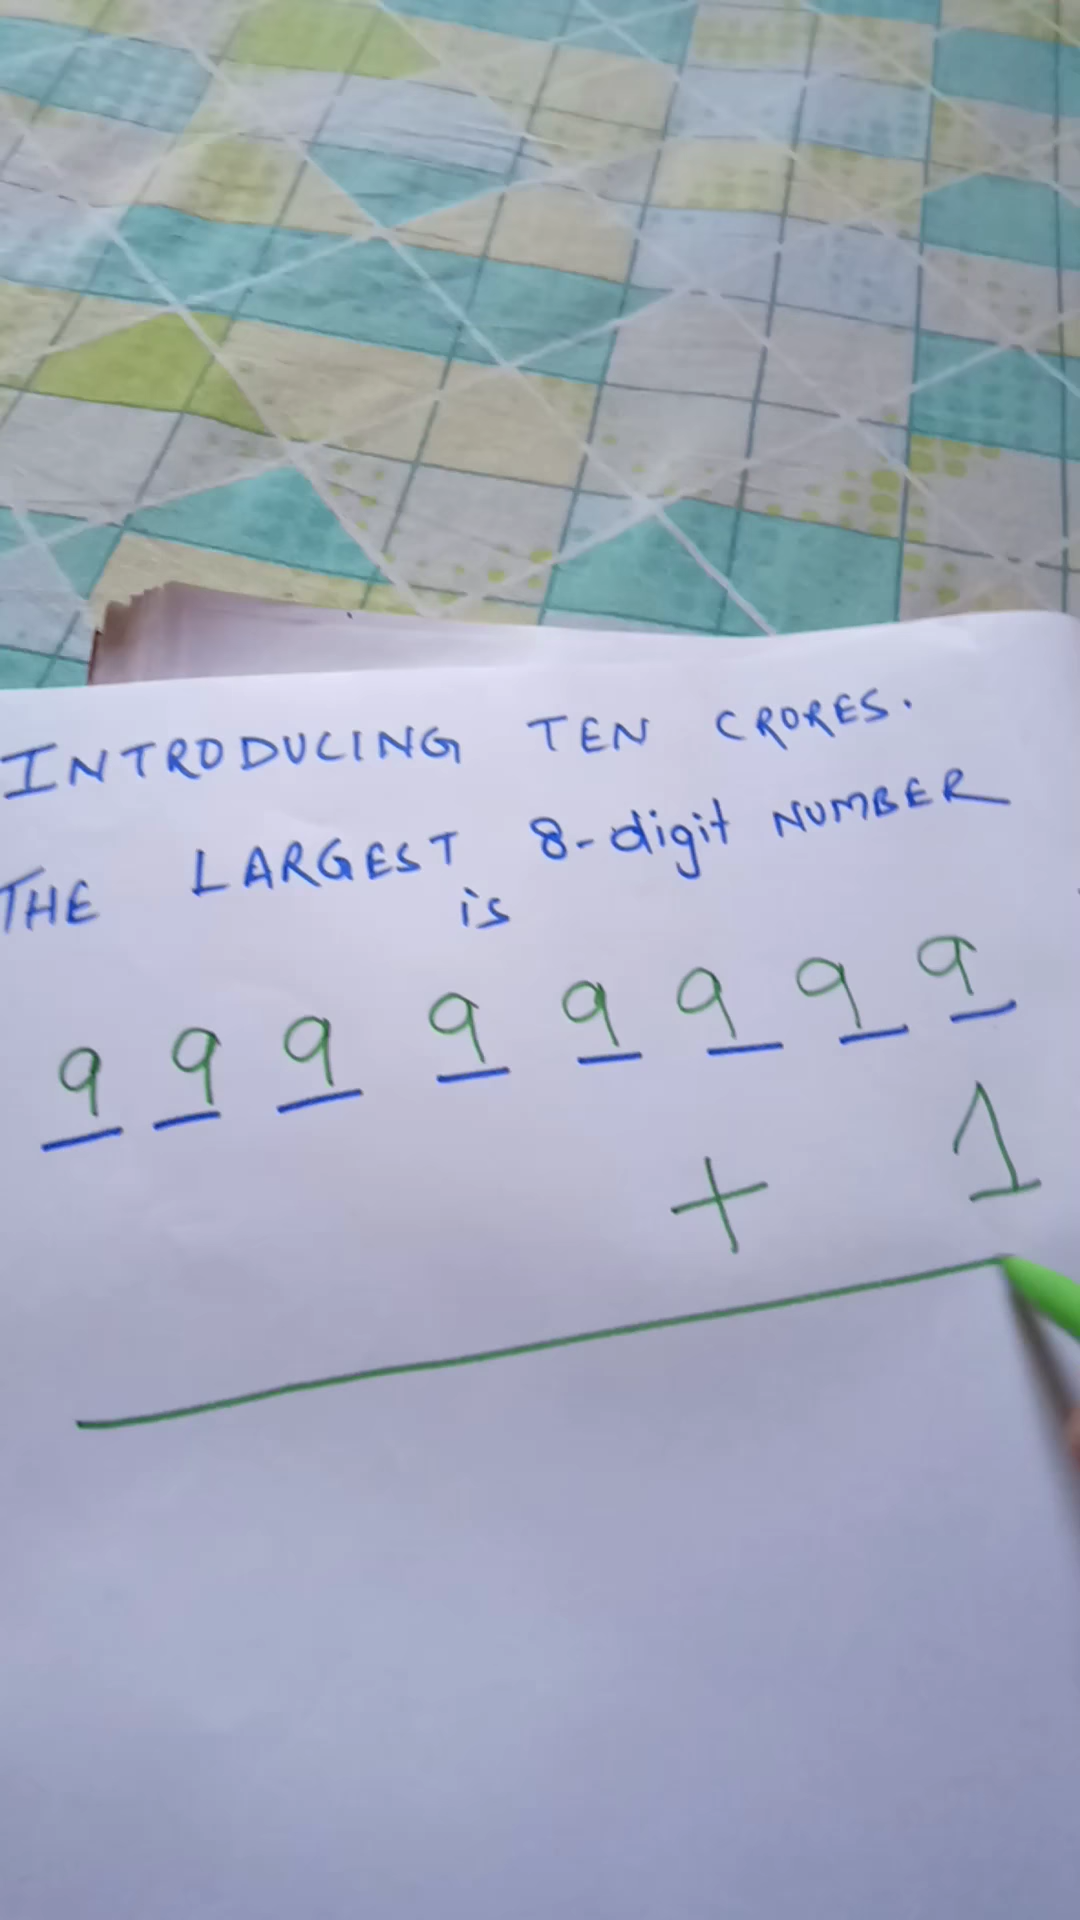 INTRODUCING TEN CRORES.
THE LARGEST 8-digit NUMBER
is
9 9 9 9 9 9 9 9
+ 1